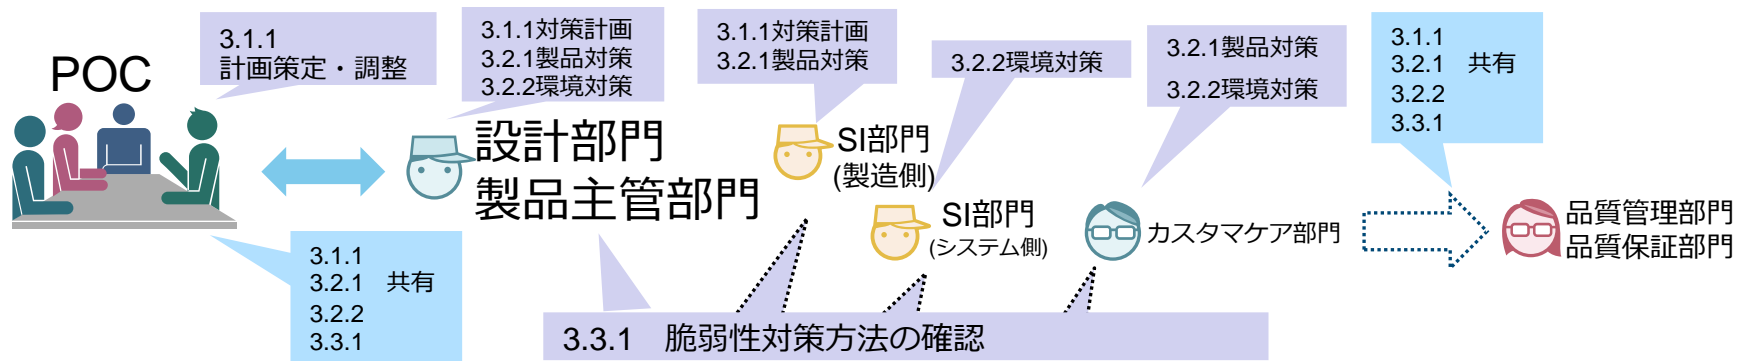 POC
3.1.1
計画策定・調整
3.1.1対策計画
3.2.1製品対策
3.2.2環境対策
設計部門
製品主管部門
3.1.1対策計画
3.2.1製品対策
SI部門
(製造側)
3.2.2環境対策
SI部門
(システム側)
3.2.1製品対策
3.2.2環境対策
カスタマケア部門
3.1.1
3.2.1 共有
3.2.2
3.3.1
品質管理部門
品質保証部門
3.1.1
3.2.1 共有
3.2.2
3.3.1
3.3.1 脆弱性対策方法の確認